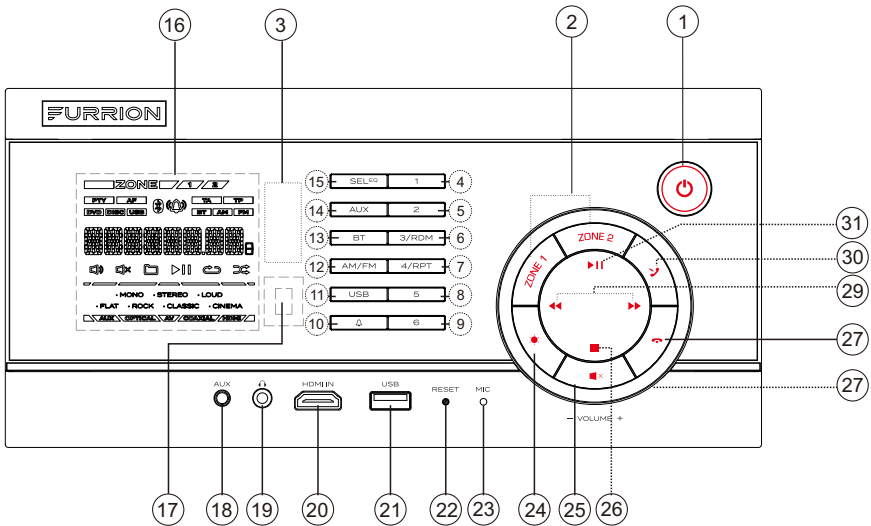 16 3 2 1
FURRION
ZONE 1 2
PTY AF TA TP
DVD DISC USB BT AM FM
• MONO • STEREO • LOUD
• FLAT • ROCK • CLASSIC • CINEMA
AUX OPTICAL AV COAXIAL HDMI
15 SEL EQ 1 4
14 AUX 2 5
13 BT 3/RDM 6
12 AM/FM 4/RPT 7
11 USB 5 8
10 6 9
ZONE 1 ZONE 2
31
30
29
27
27
− VOLUME +
AUX HDMI IN USB RESET MIC
17 18 19 20 21 22 23 24 25 26